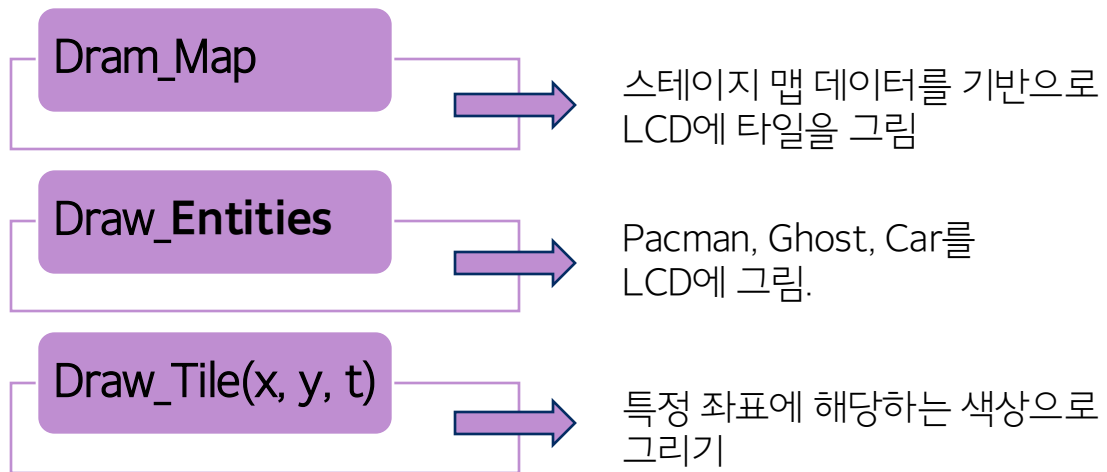 Dram_Map
스테이지 맵 데이터를 기반으로
LCD에 타일을 그림
Draw_Entities
Pacman, Ghost, Car를
LCD에 그림.
Draw_Tile(x, y, t)
특정 좌표에 해당하는 색상으로
그리기